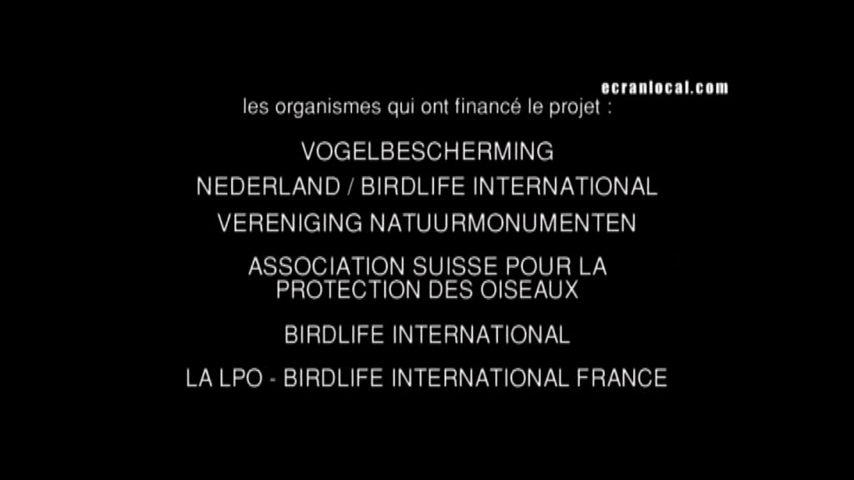 ecranlocal.com
les organismes qui ont financé le projet :
VOGELBESCHERMING
NEDERLAND / BIRDLIFE INTERNATIONAL
VERENIGING NATUURMONUMENTEN
ASSOCIATION SUISSE POUR LA
PROTECTION DES OISEAUX
BIRDLIFE INTERNATIONAL
LA LPO - BIRDLIFE INTERNATIONAL FRANCE